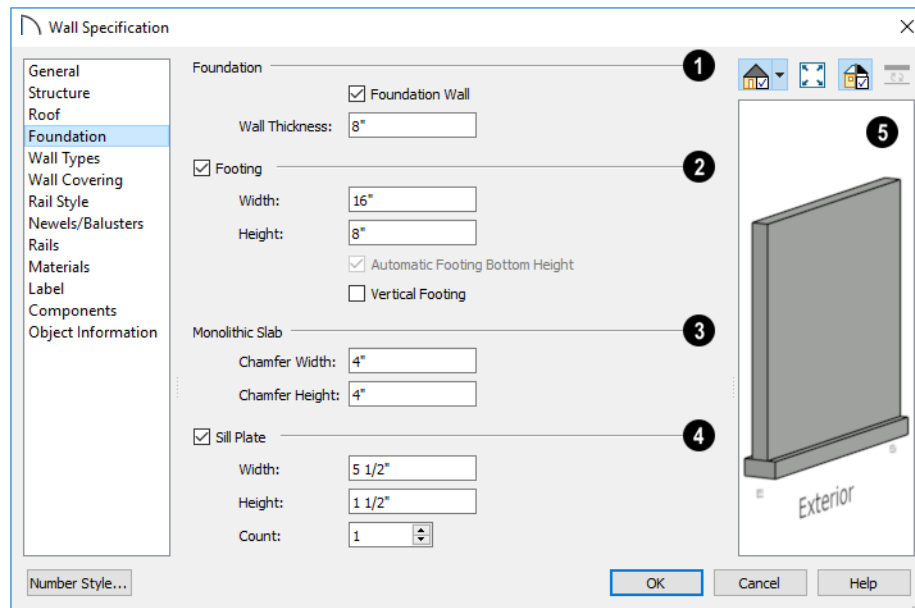 Wall Specification
General
Structure
Roof
Foundation
Wall Types
Wall Covering
Rail Style
Newels/Balusters
Rails
Materials
Label
Components
Object Information
Foundation 1
Foundation Wall
Wall Thickness: 8"
Footing 2
Width: 16"
Height: 8"
Automatic Footing Bottom Height
Vertical Footing
Monolithic Slab 3
Chamfer Width: 4"
Chamfer Height: 4"
Sill Plate 4
Width: 5 1/2"
Height: 1 1/2"
Count: 1
5
Exterior
Number Style... OK Cancel Help